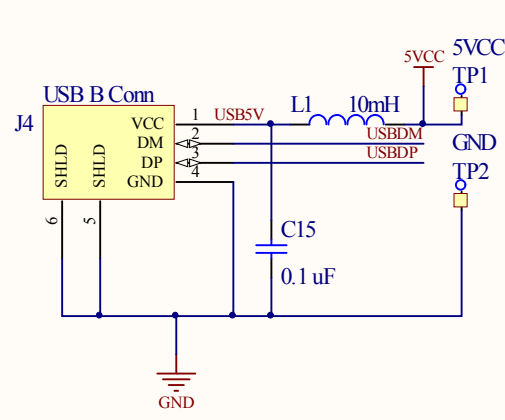 5VCC
5VCC
TP1
USB B Conn
J4
VCC
1
USB5V
L1
10mH
DM
2
USBDM
DP
3
USBDP
GND
4
GND
TP2
SHLD
SHLD
6
5
C15
0.1 uF
GND